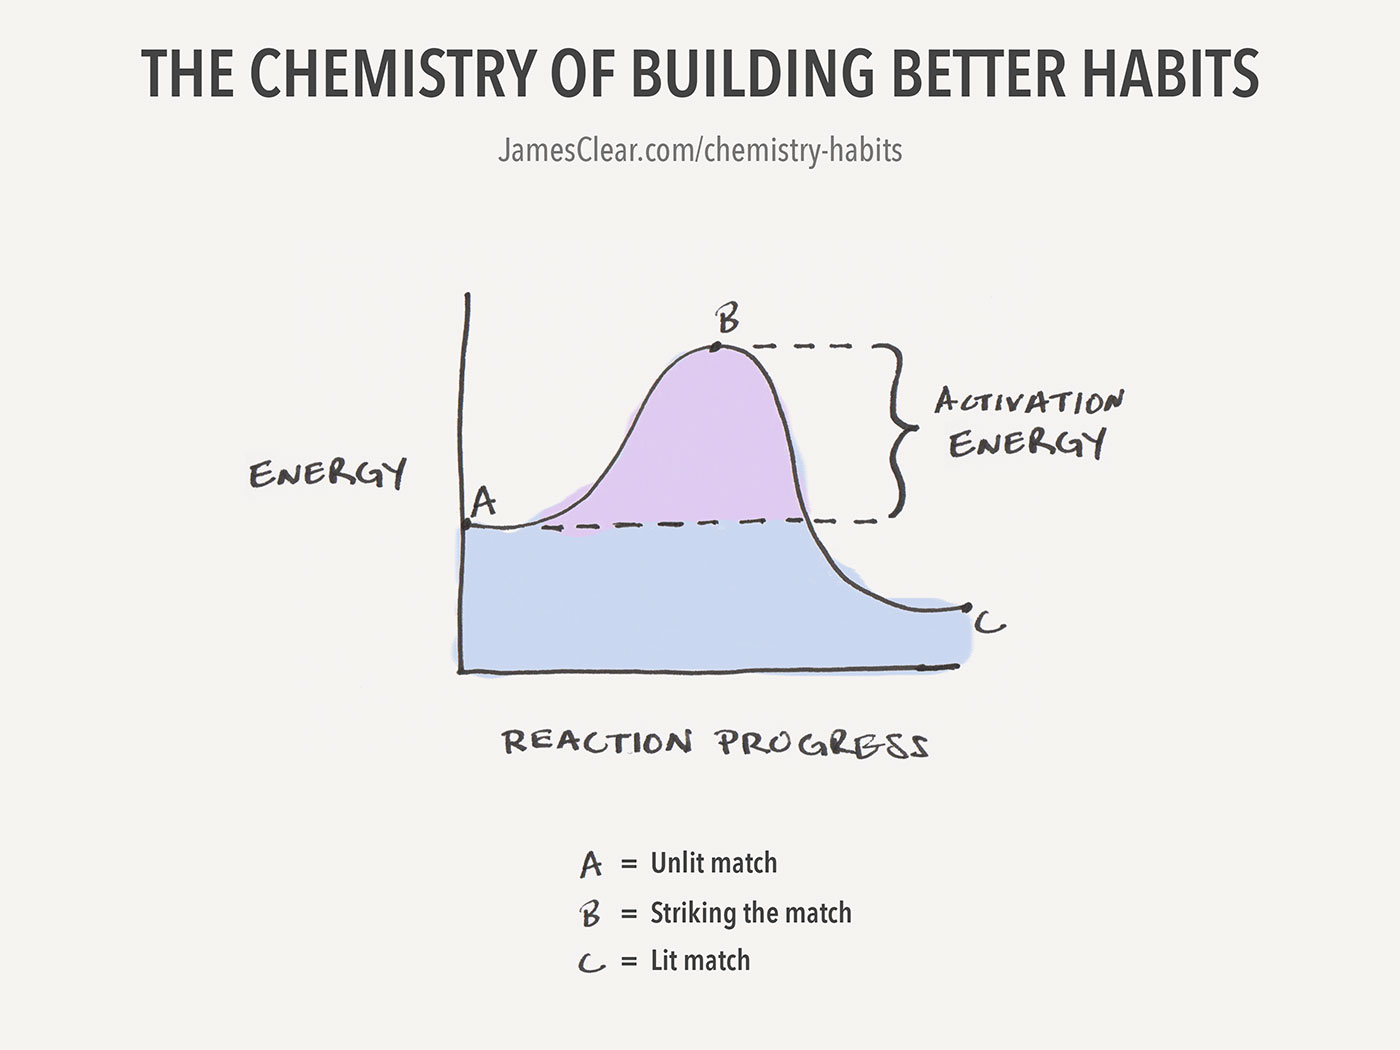 THE CHEMISTRY OF BUILDING BETTER HABITS
JamesClear.com/chemistry-habits
B
ACTIVATION
ENERGY
ENERGY
A
C
REACTION PROGRESS
A = Unlit match
B = Striking the match
C = Lit match